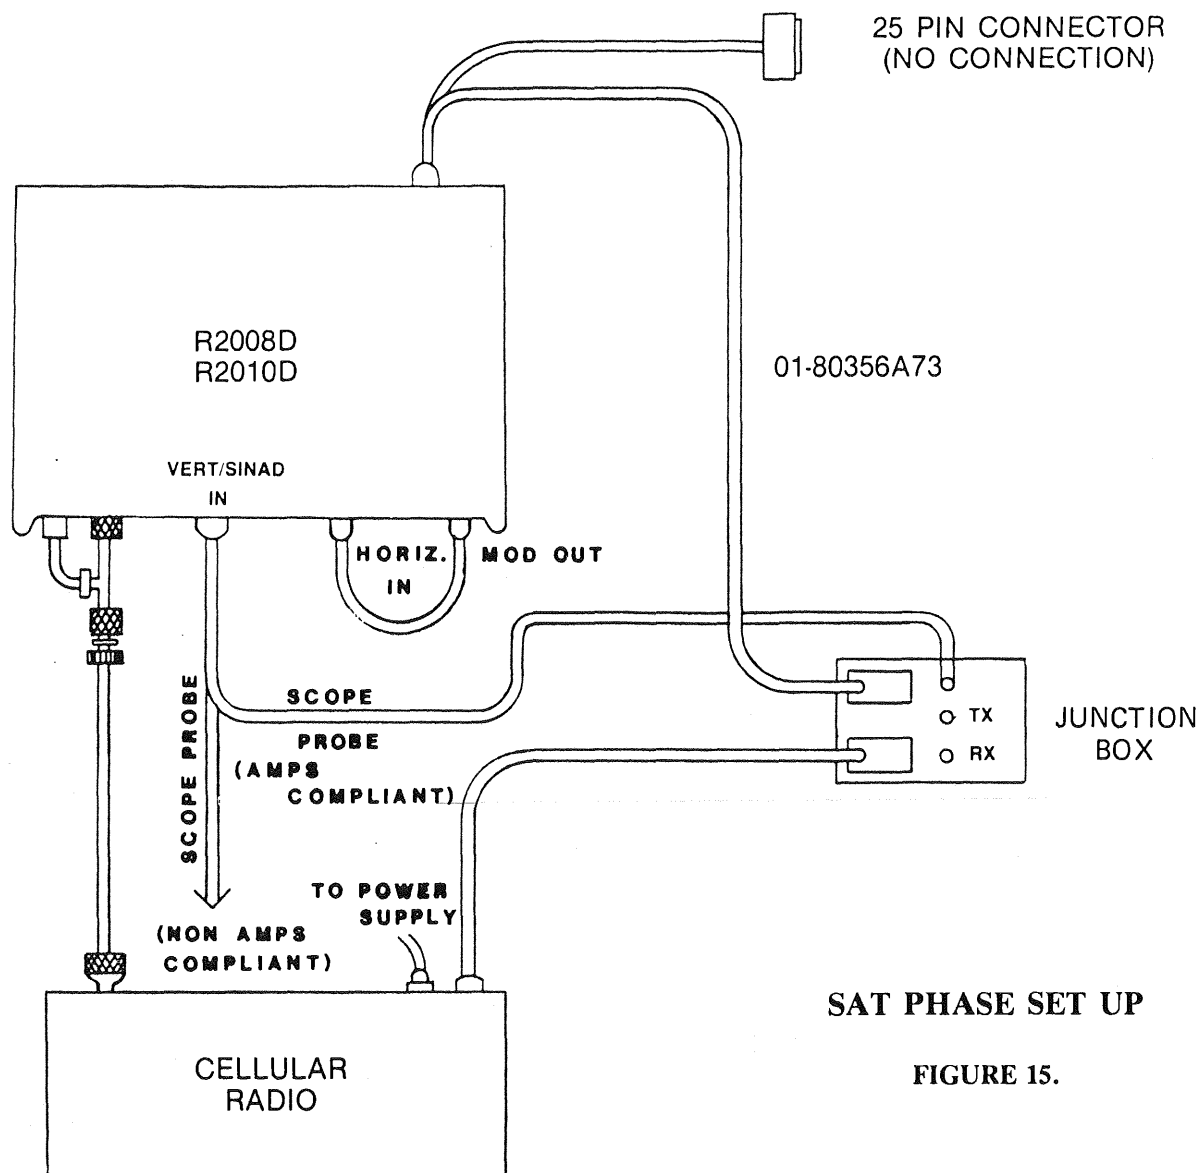 25 PIN CONNECTOR
(NO CONNECTION)
R2008D
R2010D
01-80356A73
VERT/SINAD
IN
HORIZ.
IN
MOD OUT
SCOPE PROBE
SCOPE
PROBE
(AMPS
COMPLIANT)
TX
RX
JUNCTION
BOX
TO POWER
SUPPLY
(NON AMPS
COMPLIANT)
CELLULAR
RADIO
SAT PHASE SET UP
FIGURE 15.